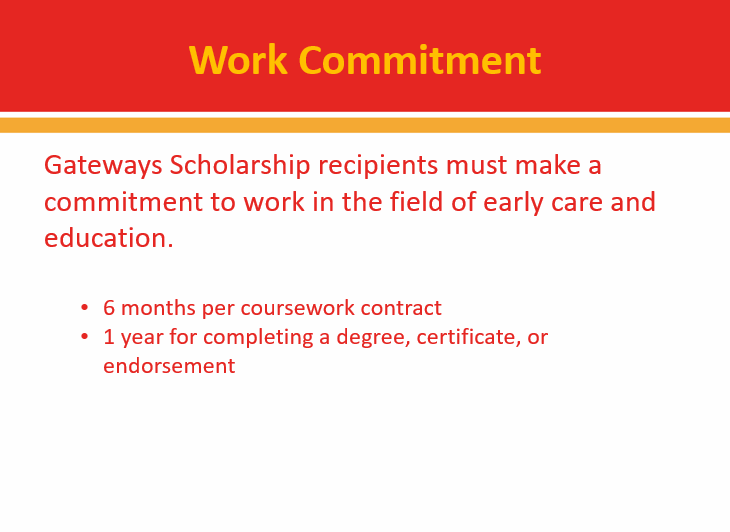 Work Commitment
Gateways Scholarship recipients must make a
commitment to work in the field of early care and
education.
• 6 months per coursework contract
• 1 year for completing a degree, certificate, or
endorsement